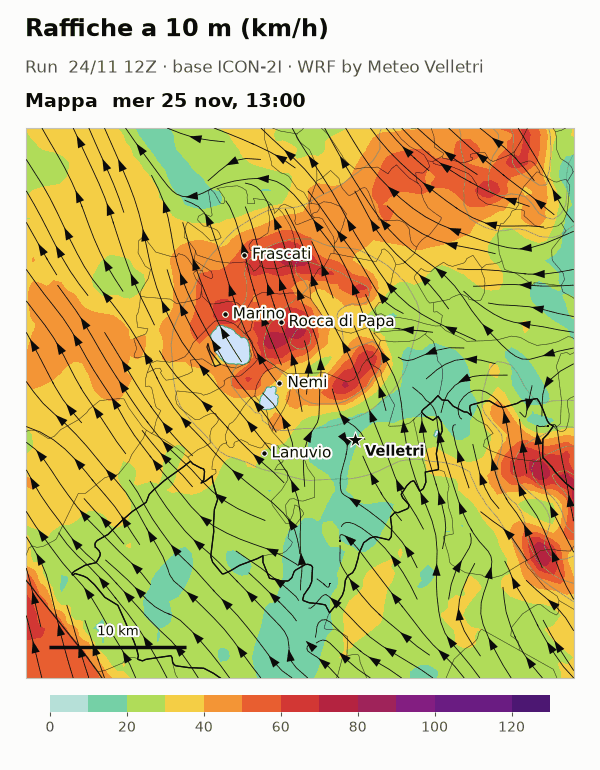 Raffiche a 10 m (km/h)
Run  24/11 12Z · base ICON-2I · WRF by Meteo Velletri
Mappa  mer 25 nov, 13:00
Frascati
Marino
Rocca di Papa
Nemi
Velletri
Lanuvio
10 km
0 20 40 60 80 100 120